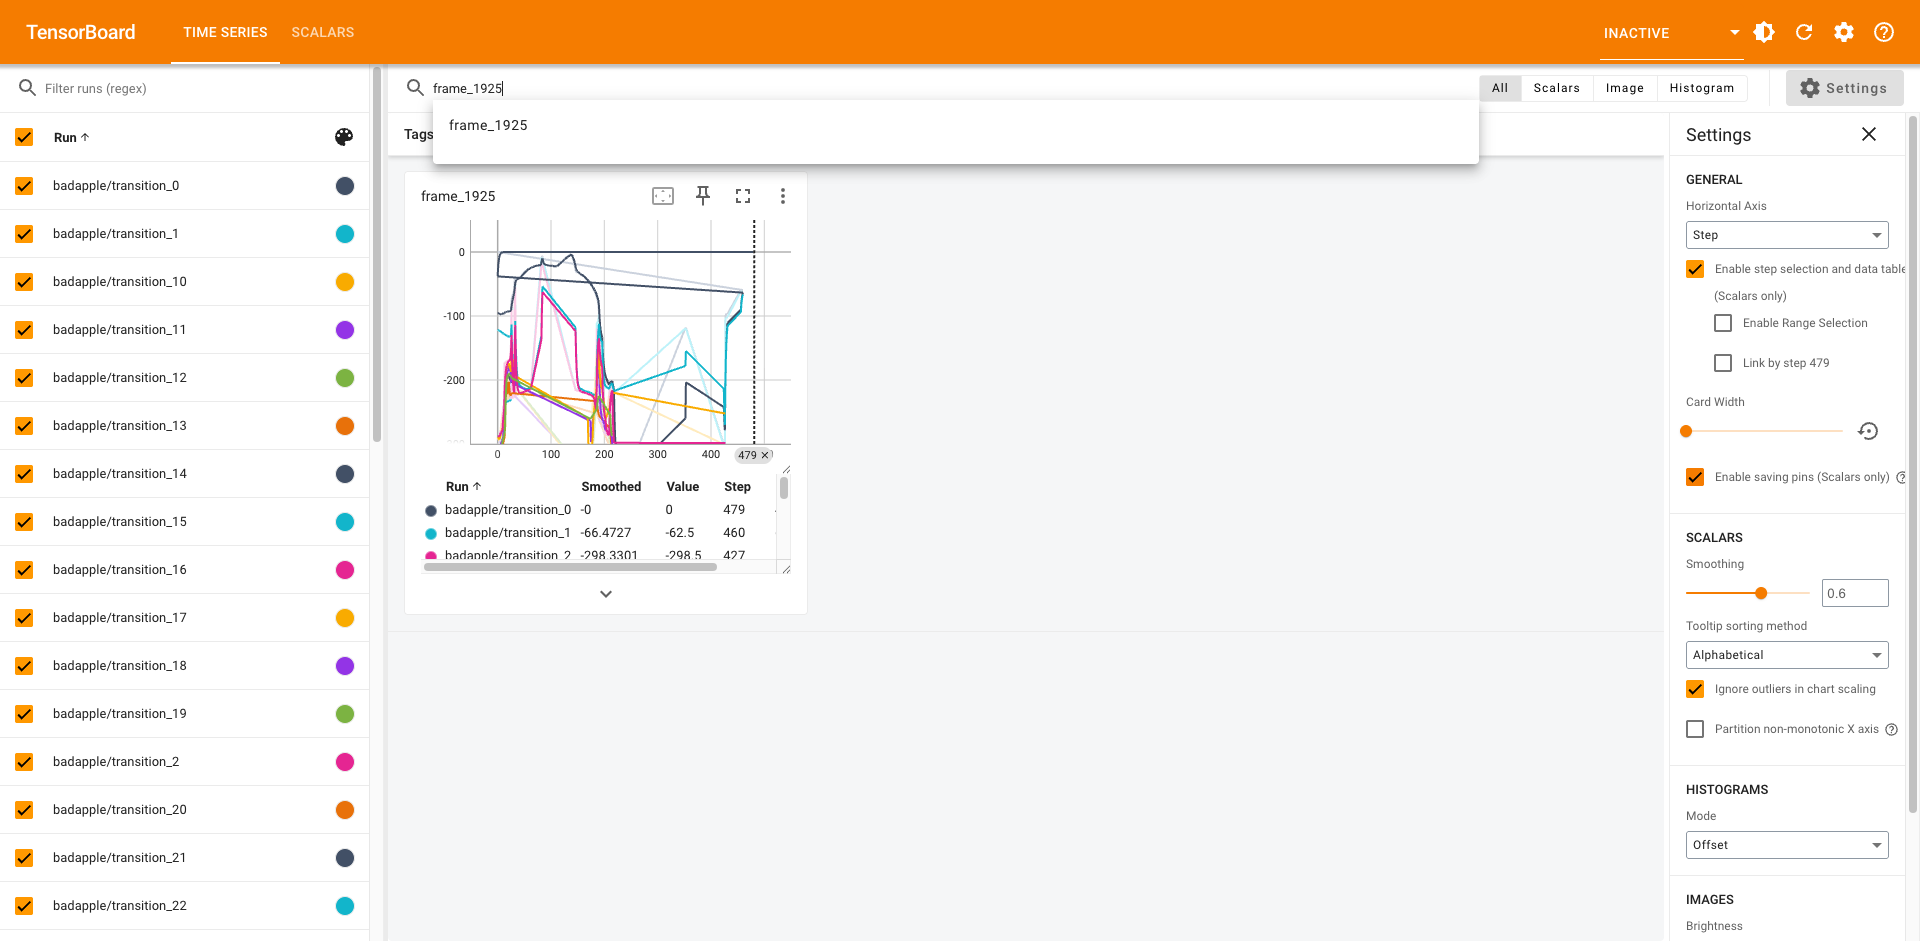 TensorBoard
TIME SERIES
SCALARS
INACTIVE
Filter runs (regex)
Run
badapple/transition_0
badapple/transition_1
badapple/transition_10
badapple/transition_11
badapple/transition_12
badapple/transition_13
badapple/transition_14
badapple/transition_15
badapple/transition_16
badapple/transition_17
badapple/transition_18
badapple/transition_19
badapple/transition_2
badapple/transition_20
badapple/transition_21
badapple/transition_22
frame_1925
All Scalars Image Histogram
Settings
frame_1925
Tags
frame_1925
0
-100
-200
0 100 200 300 400 479
Run Smoothed Value Step
badapple/transition_0 -0 0 479
badapple/transition_1 -66.4727 -62.5 460
badapple/transition_2 -298.3301 -298.5 427
Settings
GENERAL
Horizontal Axis
Step
Enable step selection and data table
(Scalars only)
Enable Range Selection
Link by step 479
Card Width
Enable saving pins (Scalars only)
SCALARS
Smoothing
0.6
Tooltip sorting method
Alphabetical
Ignore outliers in chart scaling
Partition non-monotonic X axis
HISTOGRAMS
Mode
Offset
IMAGES
Brightness